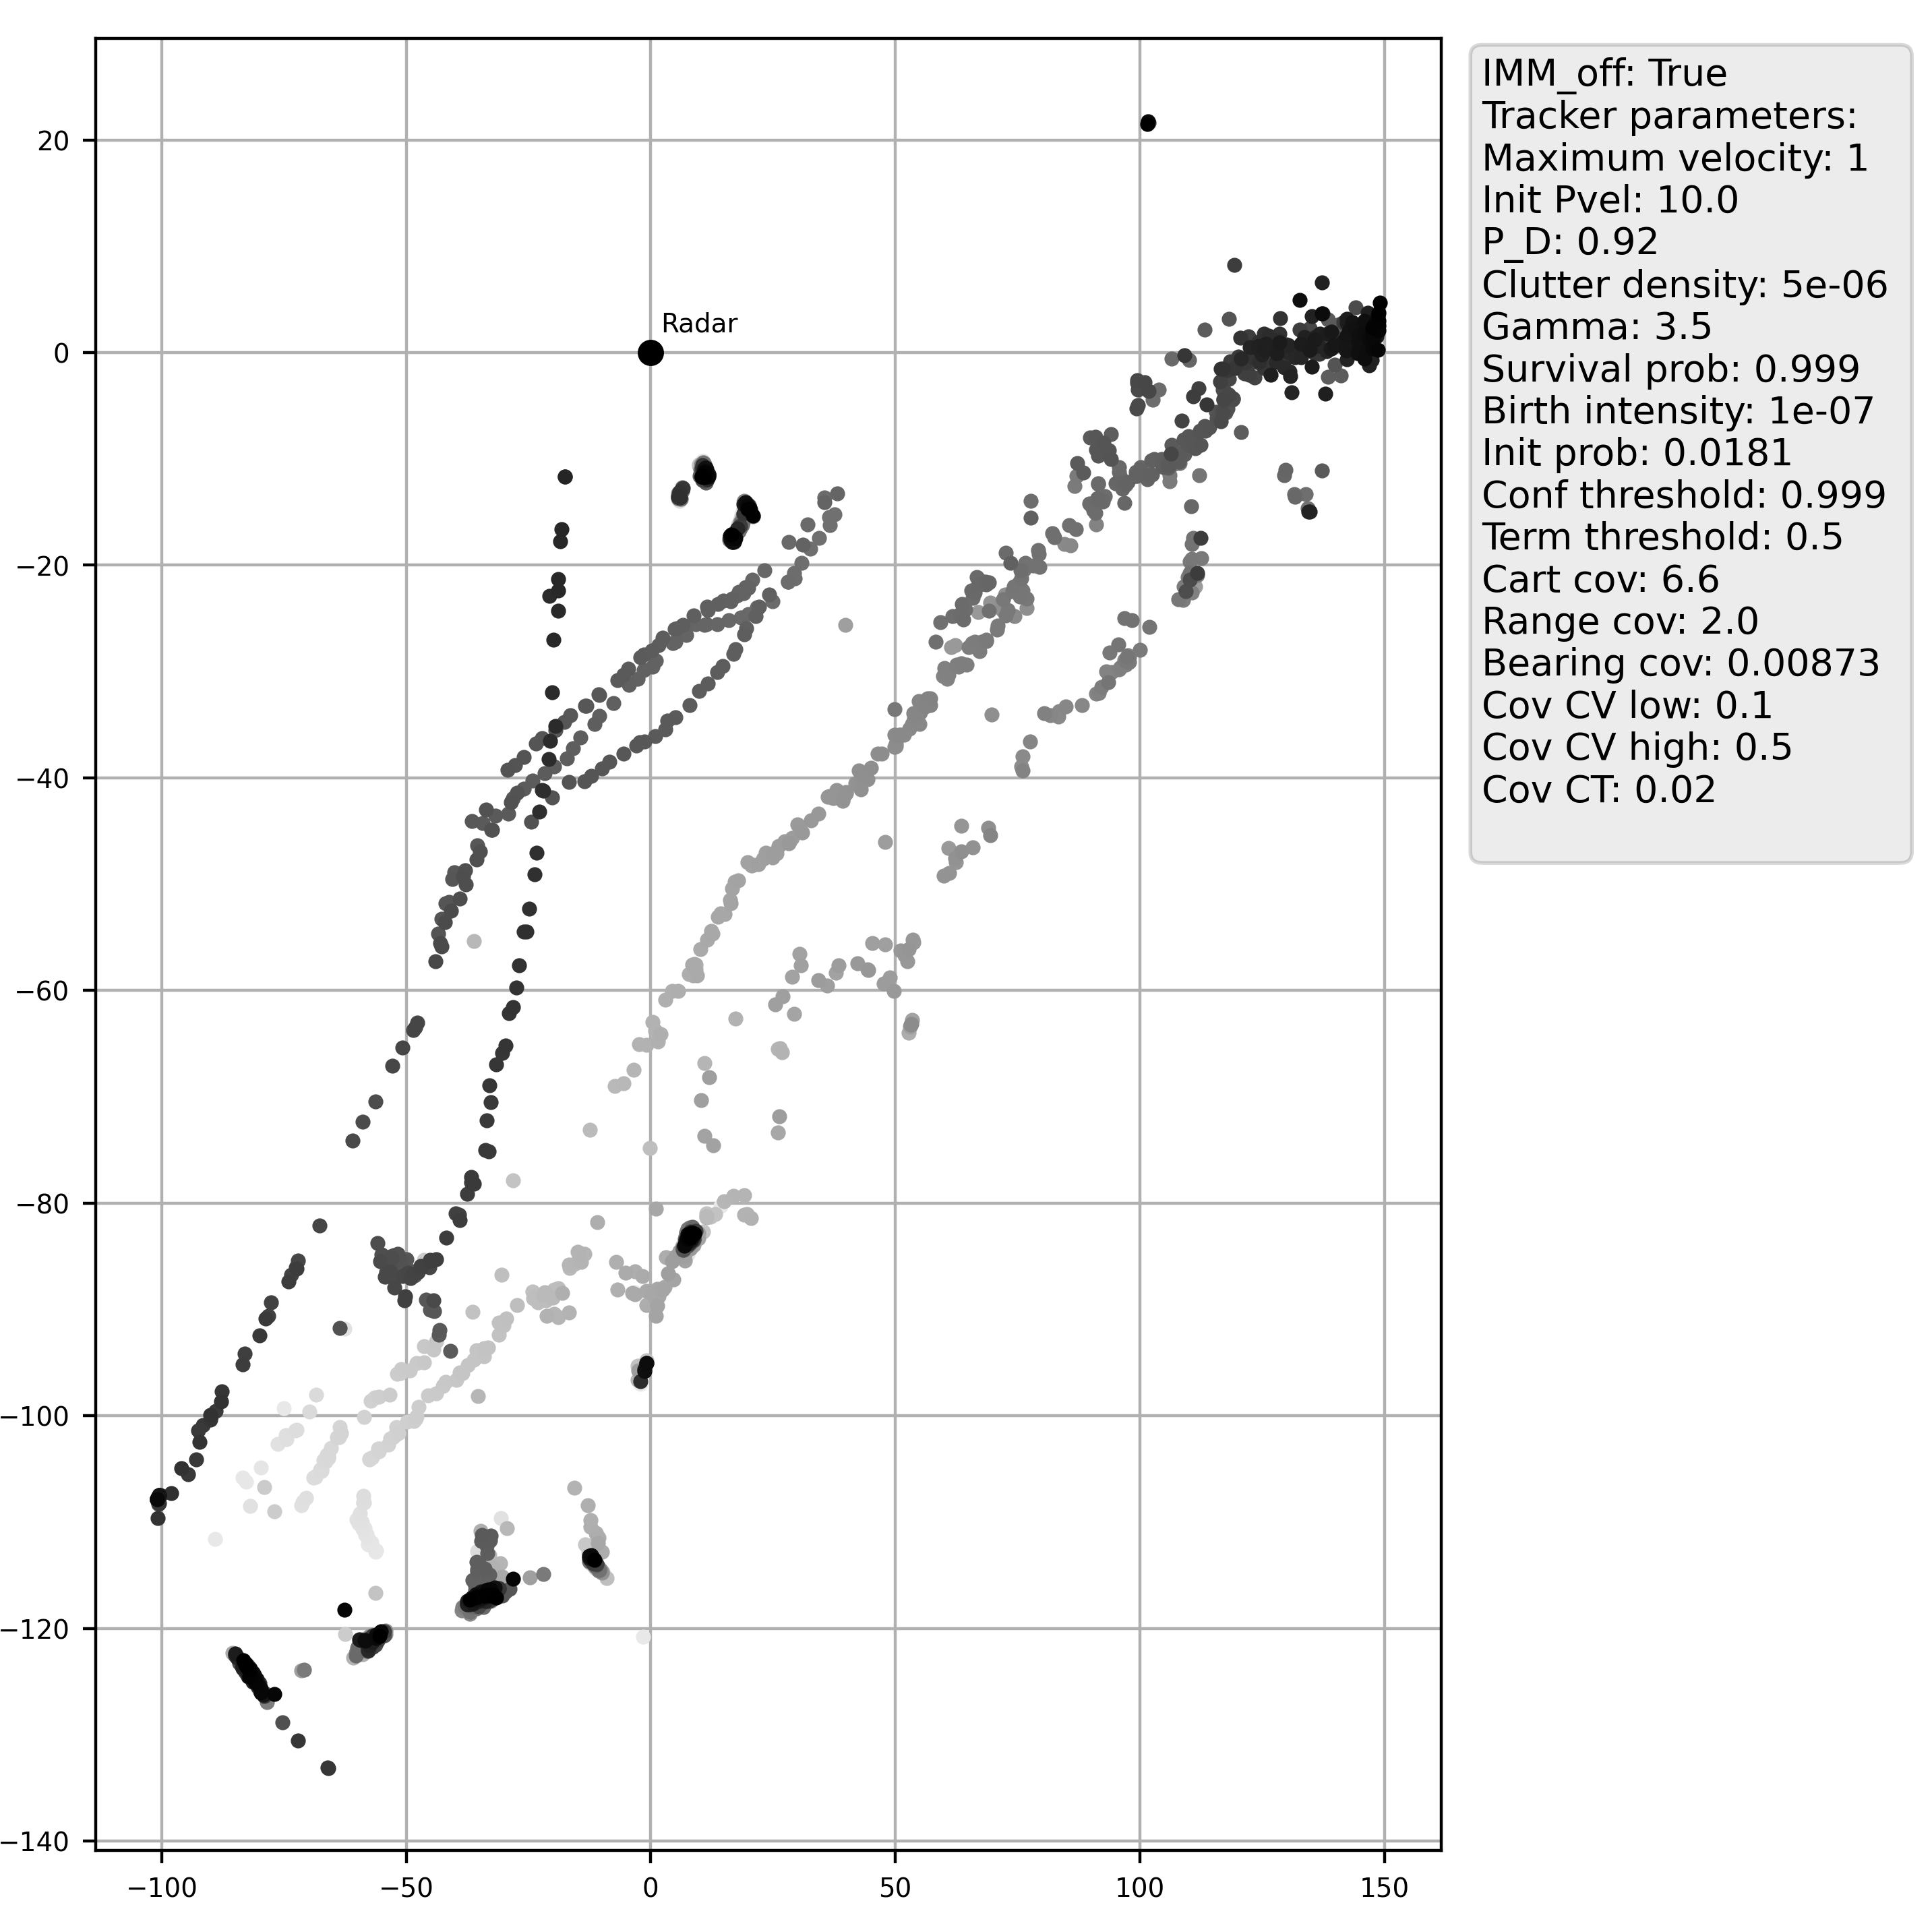 Radar
20
0
−20
−40
−60
−80
−100
−120
−140
−100
−50
0
50
100
150
IMM_off: True
Tracker parameters:
Maximum velocity: 1
Init Pvel: 10.0
P_D: 0.92
Clutter density: 5e-06
Gamma: 3.5
Survival prob: 0.999
Birth intensity: 1e-07
Init prob: 0.0181
Conf threshold: 0.999
Term threshold: 0.5
Cart cov: 6.6
Range cov: 2.0
Bearing cov: 0.00873
Cov CV low: 0.1
Cov CV high: 0.5
Cov CT: 0.02